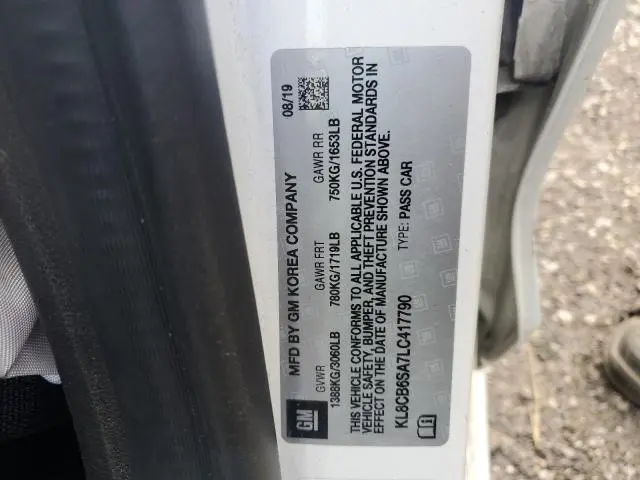 GM
MFD BY GM KOREA COMPANY 08/19
GVWR GAWR FRT GAWR RR
1388KG/3060LB 780KG/1719LB 750KG/1653LB
THIS VEHICLE CONFORMS TO ALL APPLICABLE U.S. FEDERAL MOTOR
VEHICLE SAFETY, BUMPER, AND THEFT PREVENTION STANDARDS IN
EFFECT ON DATE OF MANUFACTURE SHOWN ABOVE.
KL8CB6SA7LC417790 TYPE: PASS CAR